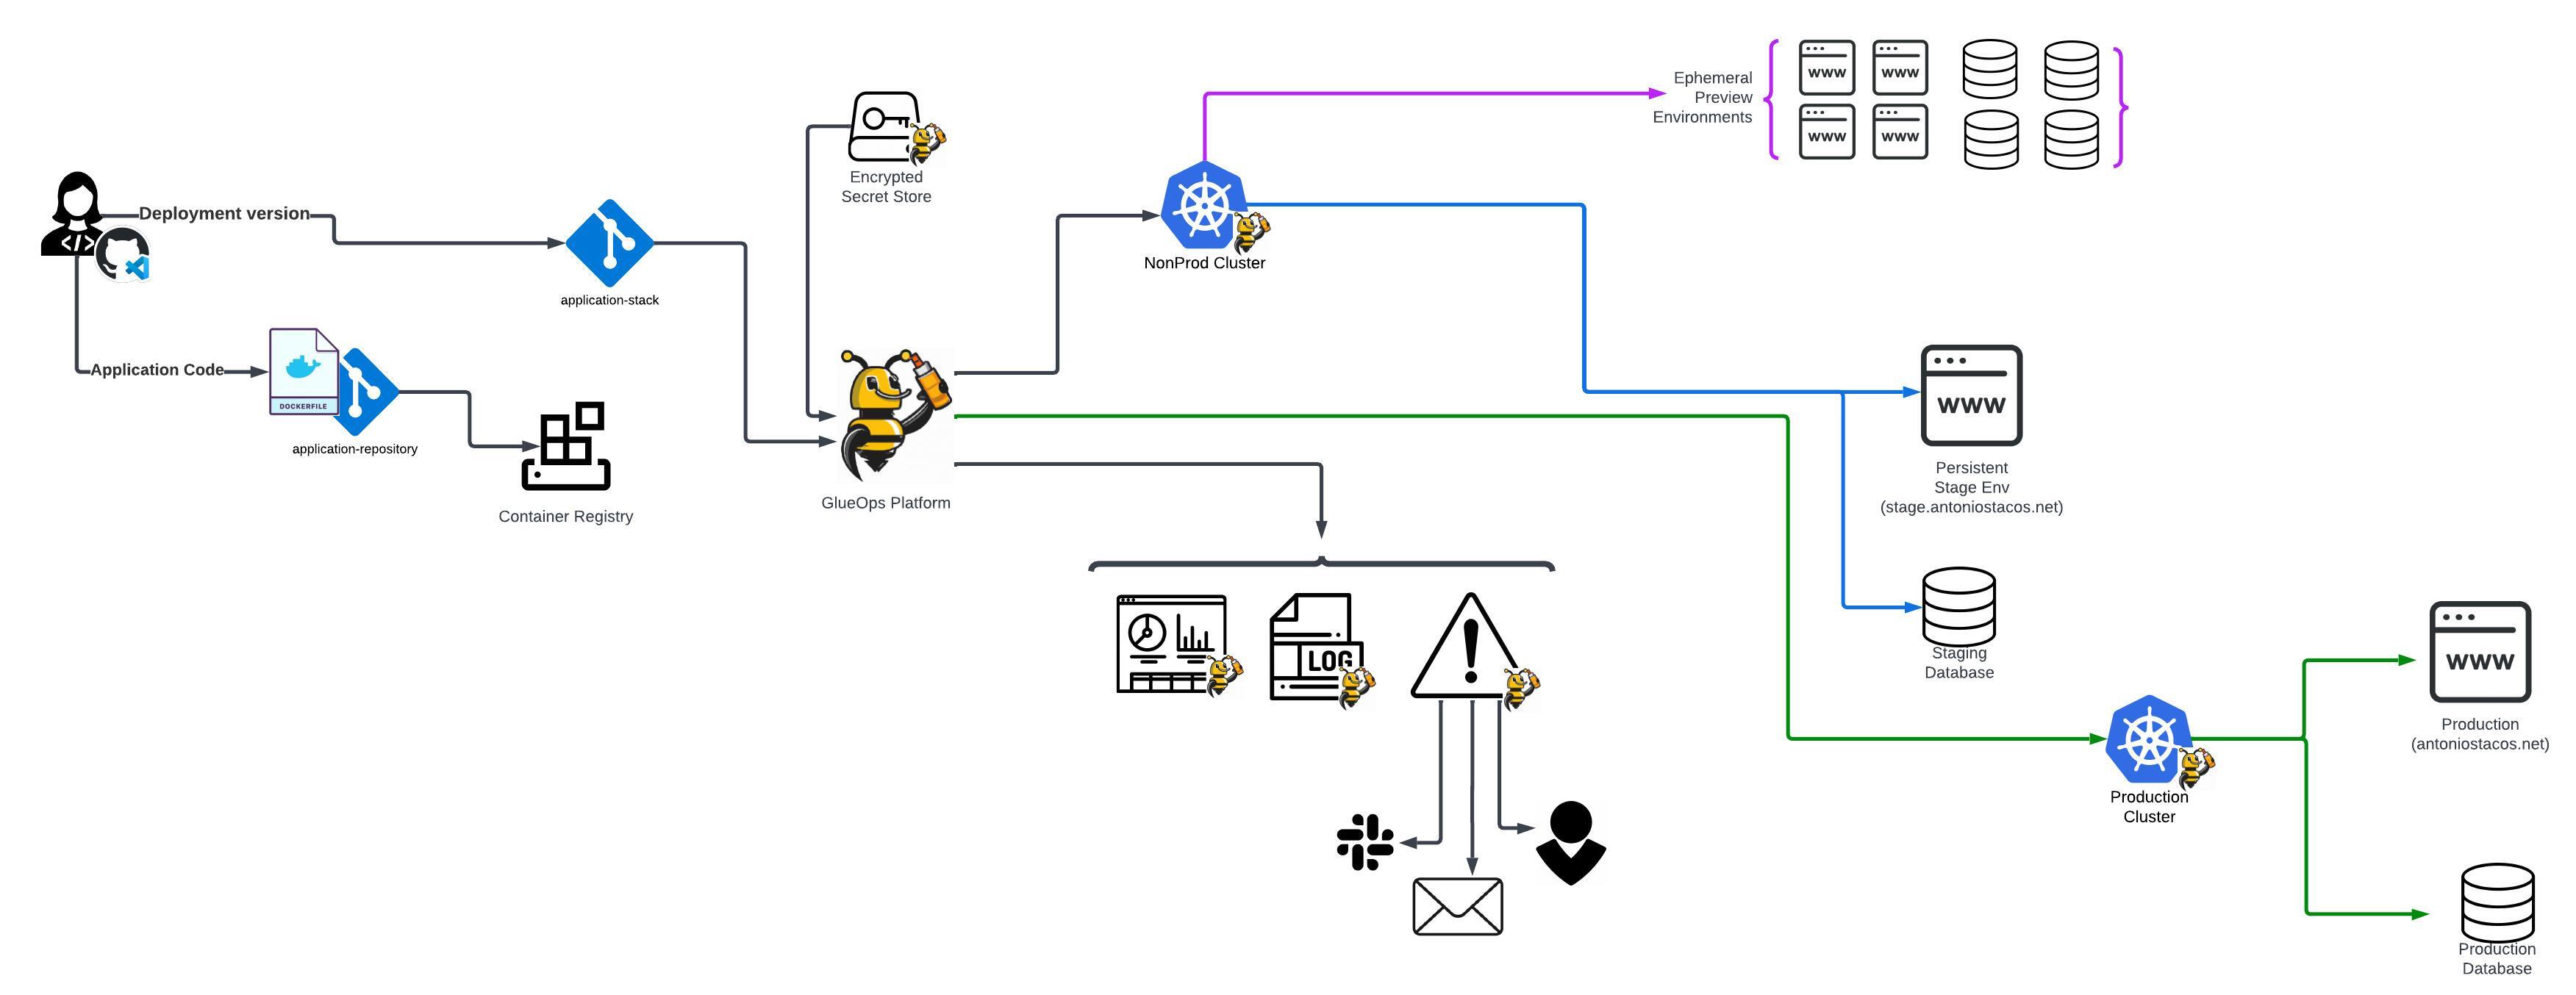 Ephemeral
Preview
Environments
www
www
www
www
Encrypted
Secret Store
Deployment version
</>
application-stack
NonProd Cluster
Application Code
DOCKERFILE
application-repository
Container Registry
GlueOps Platform
www
Persistent
Stage Env
(stage.antoniostacos.net)
LOG
Staging
Database
www
Production
(antoniostacos.net)
Production
Cluster
Production
Database